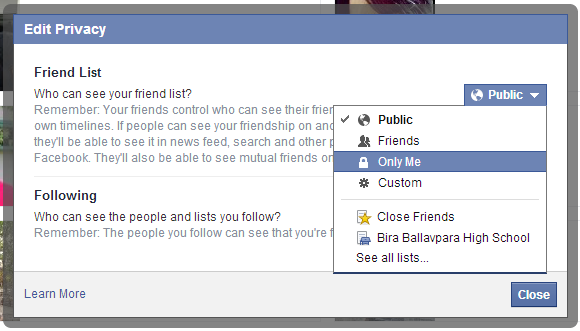 Edit Privacy
Friend List
Who can see your friend list?
Public
Remember: Your friends control who can see their frien
own timelines. If people can see your friendship on ano
they'll be able to see it in news feed, search and other p
Facebook. They'll also be able to see mutual friends on
Public
Friends
Only Me
Custom
Close Friends
Bira Ballavpara High School
See all lists...
Following
Who can see the people and lists you follow?
Remember: The people you follow can see that you're f
Learn More
Close